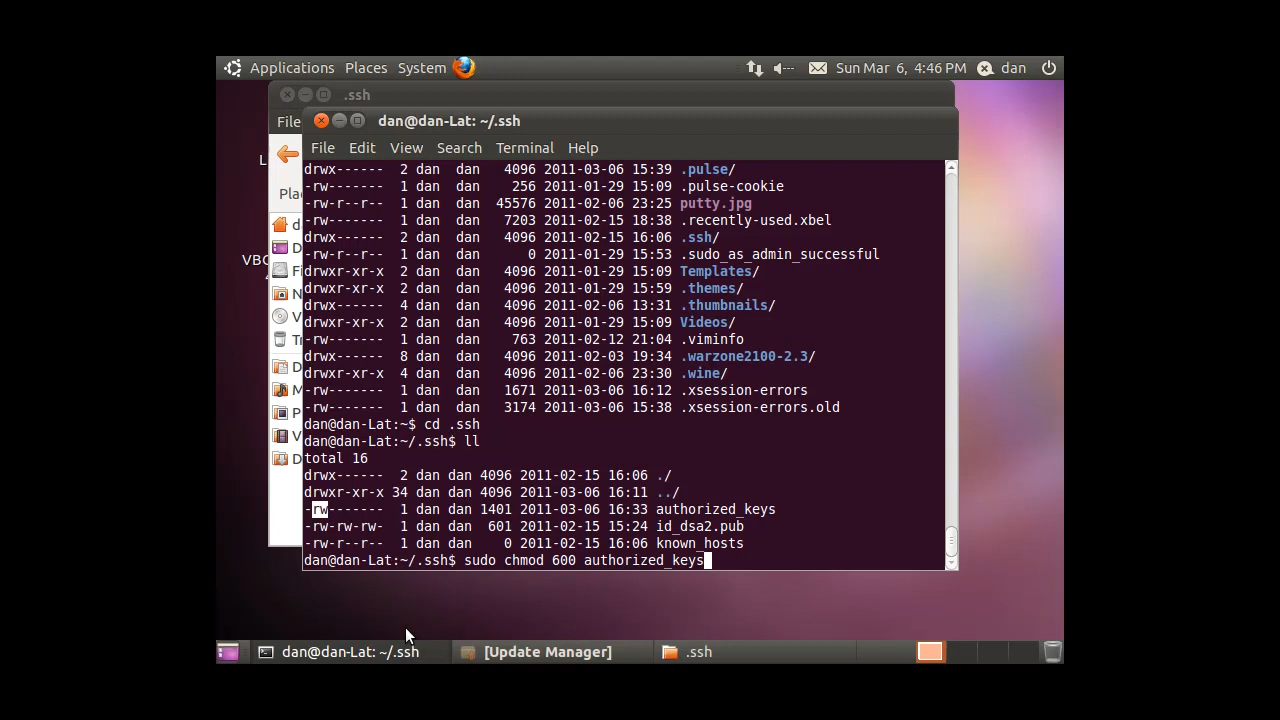 Applications Places System Sun Mar 6, 4:46 PM dan
.ssh
File
dan@dan-Lat: ~/.ssh
File Edit View Search Terminal Help
drwx------  2 dan  dan   4096 2011-03-06 15:39 .pulse/
-rw-------  1 dan  dan    256 2011-01-29 15:09 .pulse-cookie
-rw-r--r--  1 dan  dan  45576 2011-02-06 23:25 putty.jpg
-rw-------  1 dan  dan   7203 2011-02-15 18:38 .recently-used.xbel
drwx------  2 dan  dan   4096 2011-02-15 16:06 .ssh/
-rw-r--r--  1 dan  dan      0 2011-01-29 15:53 .sudo_as_admin_successful
drwxr-xr-x  2 dan  dan   4096 2011-01-29 15:09 Templates/
drwxr-xr-x  2 dan  dan   4096 2011-01-29 15:59 .themes/
drwx------  4 dan  dan   4096 2011-02-06 13:31 .thumbnails/
drwxr-xr-x  2 dan  dan   4096 2011-01-29 15:09 Videos/
-rw-------  1 dan  dan    763 2011-02-12 21:04 .viminfo
drwx------  8 dan  dan   4096 2011-02-03 19:34 .warzone2100-2.3/
drwxr-xr-x  4 dan  dan   4096 2011-02-06 23:30 .wine/
-rw-------  1 dan  dan   1671 2011-03-06 16:12 .xsession-errors
-rw-------  1 dan  dan   3174 2011-03-06 15:38 .xsession-errors.old
dan@dan-Lat:~$ cd .ssh
dan@dan-Lat:~/.ssh$ ll
total 16
drwx------  2 dan dan 4096 2011-02-15 16:06 ./
drwxr-xr-x 34 dan dan 4096 2011-03-06 16:11 ../
-rw-------  1 dan dan 1401 2011-03-06 16:33 authorized_keys
-rw-rw-rw-  1 dan dan  601 2011-02-15 15:24 id_dsa2.pub
-rw-r--r--  1 dan dan    0 2011-02-15 16:06 known_hosts
dan@dan-Lat:~/.ssh$ sudo chmod 600 authorized_keys
dan@dan-Lat: ~/.ssh [Update Manager] .ssh